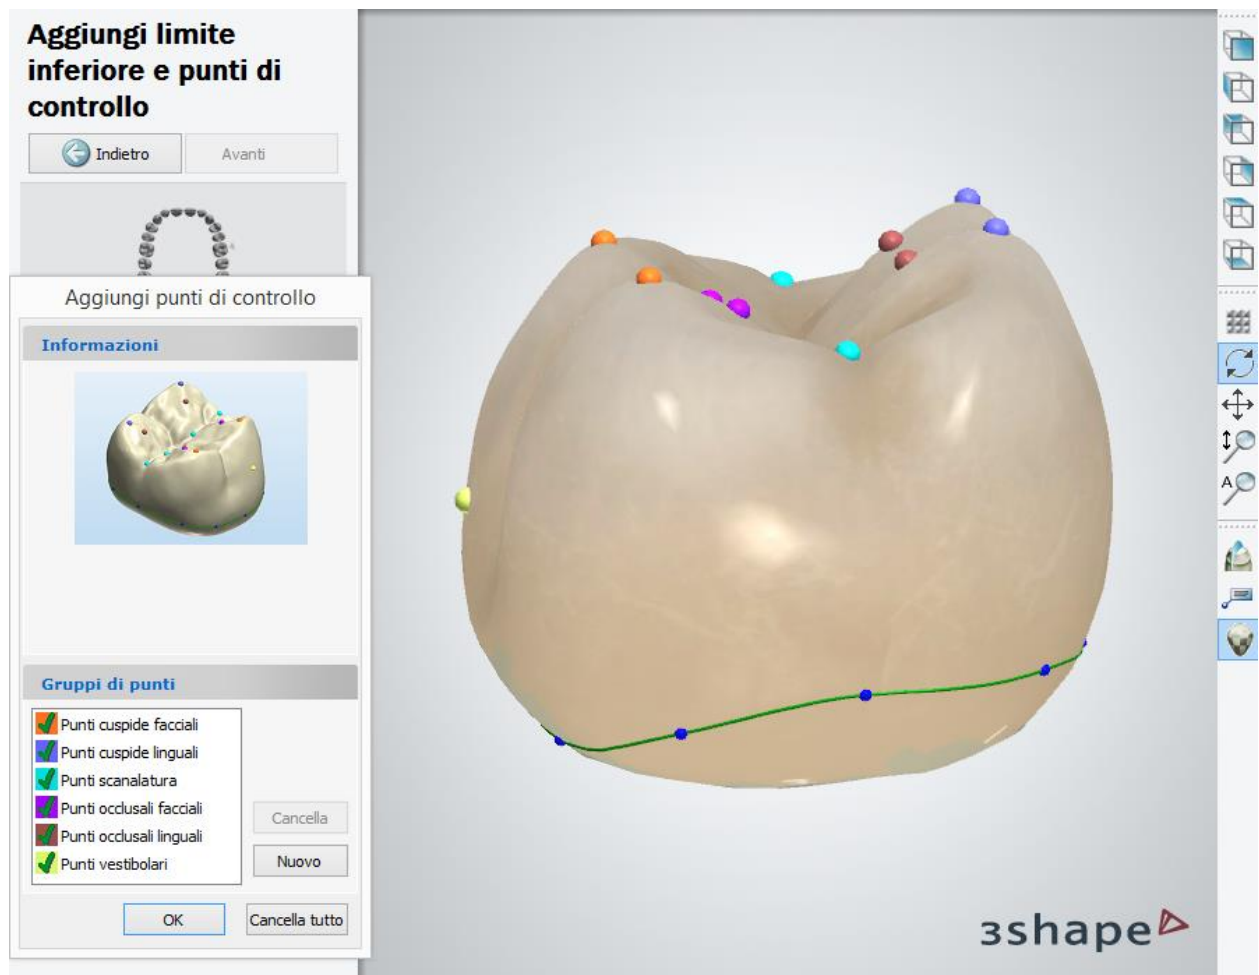 Aggiungi limite
inferiore e punti di
controllo
Indietro
Avanti
Aggiungi punti di controllo
Informazioni
Gruppi di punti
Punti cuspide facciali
Punti cuspide linguali
Punti scanalatura
Punti occlusali facciali
Punti occlusali linguali
Punti vestibolari
Cancella
Nuovo
OK
Cancella tutto
A
3shape